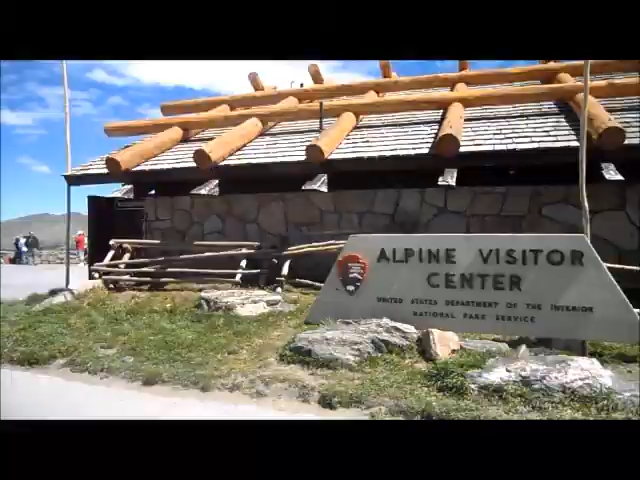 ALPINE VISITOR
CENTER
UNITED STATES DEPARTMENT OF THE INTERIOR
NATIONAL PARK SERVICE